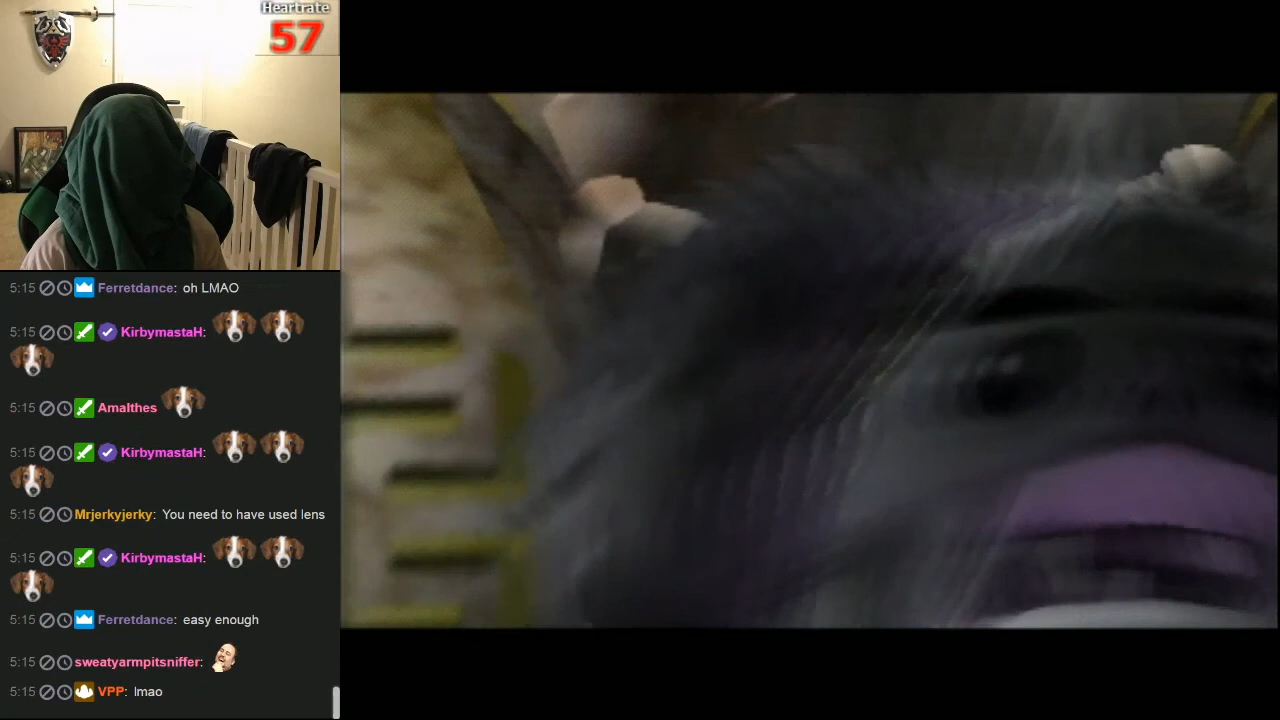 Heartrate
57
5:15 Ferretdance: oh LMAO
5:15 KirbymastaH:
5:15 Amalthes
5:15 KirbymastaH:
5:15 Mrjerkyjerky: You need to have used lens
5:15 KirbymastaH:
5:15 Ferretdance: easy enough
5:15 sweatyarmpitsniffer:
5:15 VPP: lmao